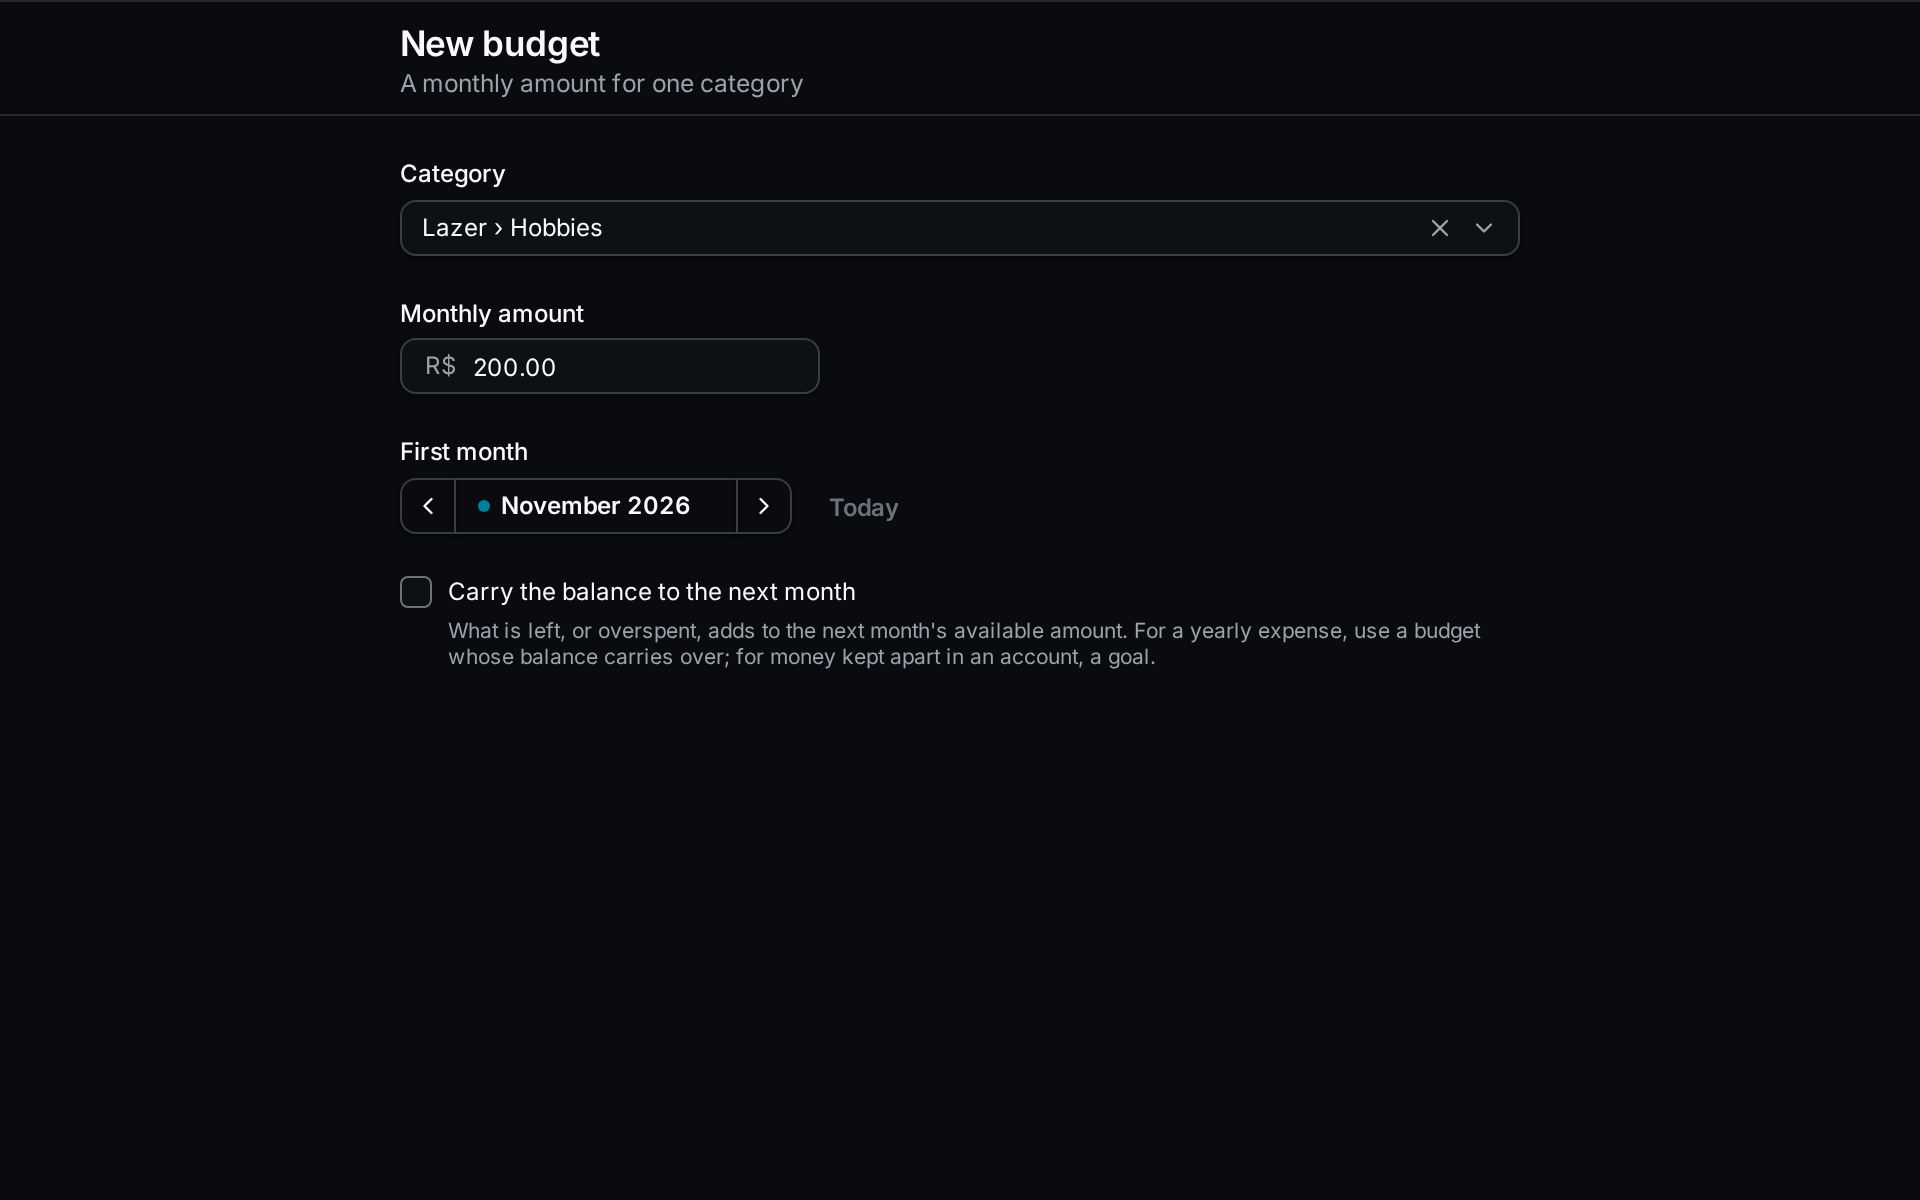 New budget
A monthly amount for one category
Category
Lazer › Hobbies
Monthly amount
R$ 200.00
First month
November 2026
Today
Carry the balance to the next month
What is left, or overspent, adds to the next month's available amount. For a yearly expense, use a budget
whose balance carries over; for money kept apart in an account, a goal.